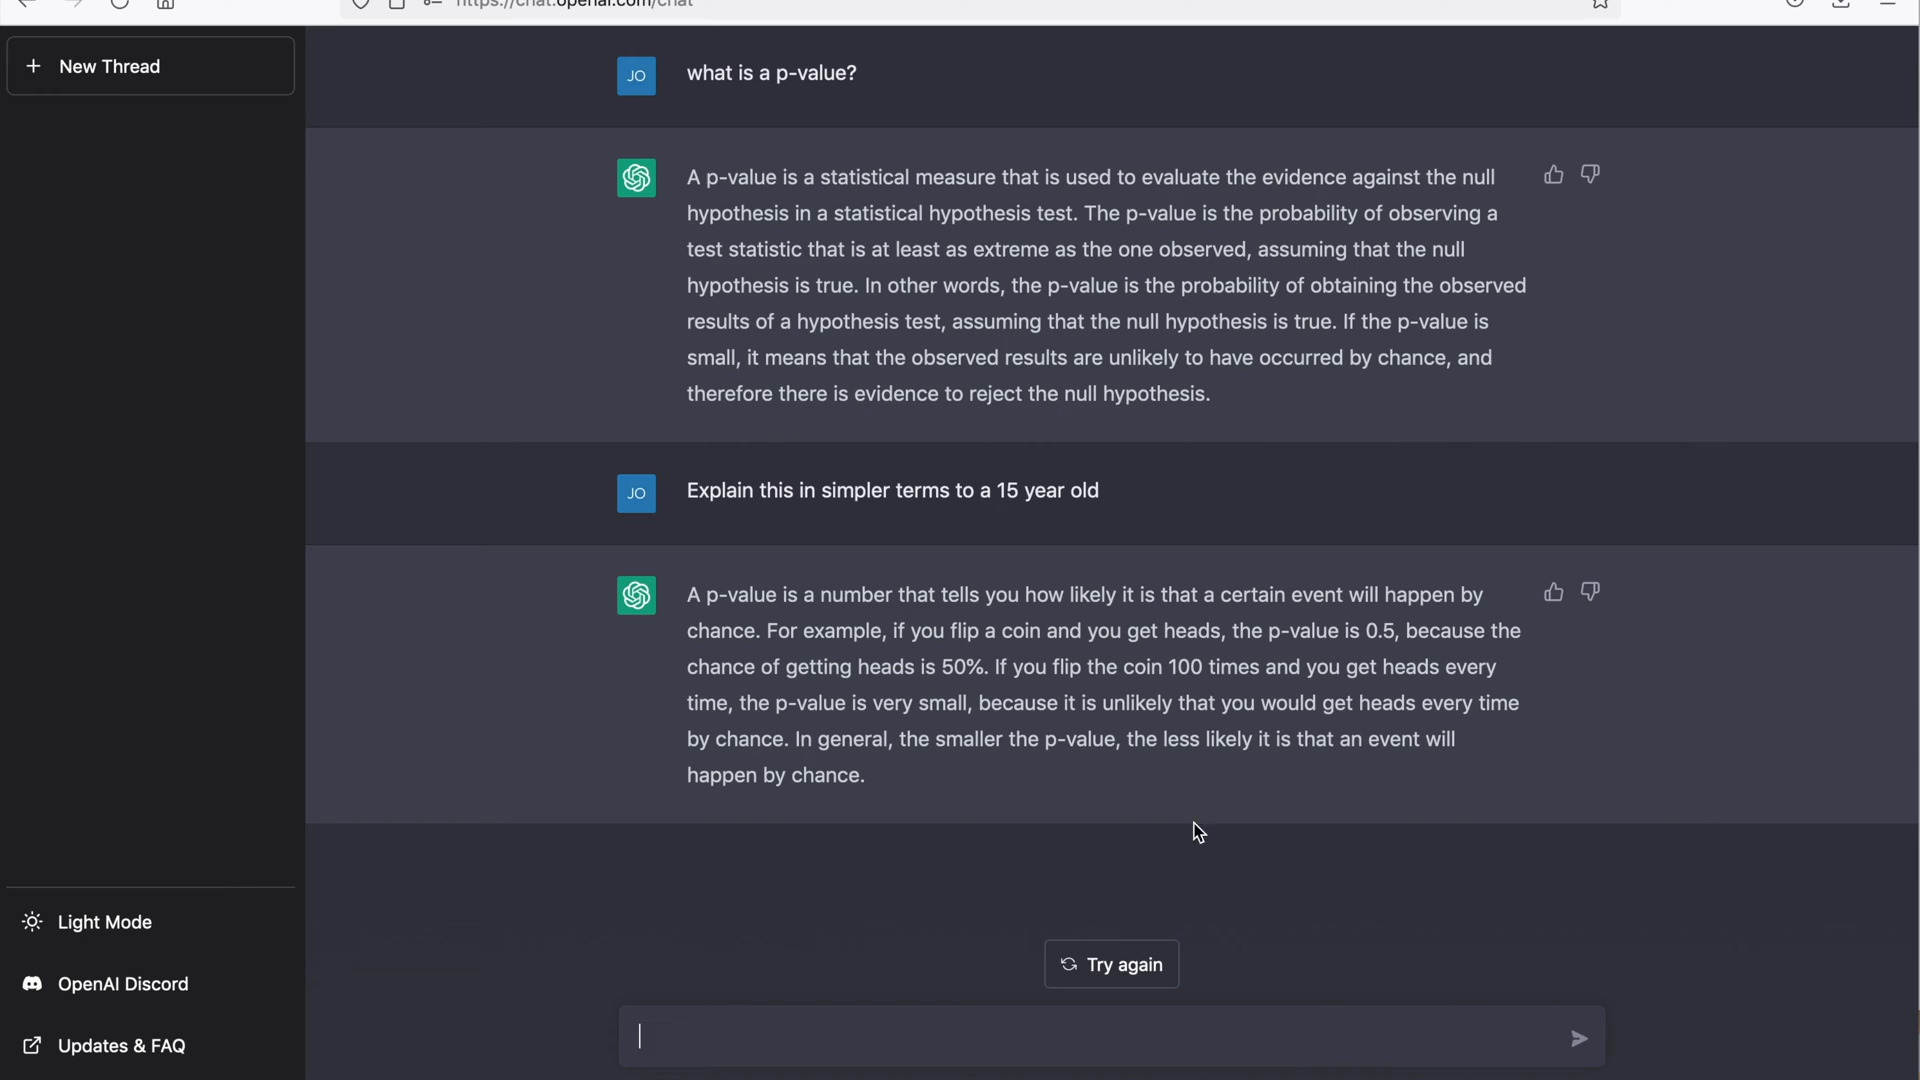 https://chat.openai.com/chat
New Thread
JO
what is a p-value?
A p-value is a statistical measure that is used to evaluate the evidence against the null
hypothesis in a statistical hypothesis test. The p-value is the probability of observing a
test statistic that is at least as extreme as the one observed, assuming that the null
hypothesis is true. In other words, the p-value is the probability of obtaining the observed
results of a hypothesis test, assuming that the null hypothesis is true. If the p-value is
small, it means that the observed results are unlikely to have occurred by chance, and
therefore there is evidence to reject the null hypothesis.
JO
Explain this in simpler terms to a 15 year old
A p-value is a number that tells you how likely it is that a certain event will happen by
chance. For example, if you flip a coin and you get heads, the p-value is 0.5, because the
chance of getting heads is 50%. If you flip the coin 100 times and you get heads every
time, the p-value is very small, because it is unlikely that you would get heads every time
by chance. In general, the smaller the p-value, the less likely it is that an event will
happen by chance.
Light Mode
OpenAI Discord
Updates & FAQ
Try again